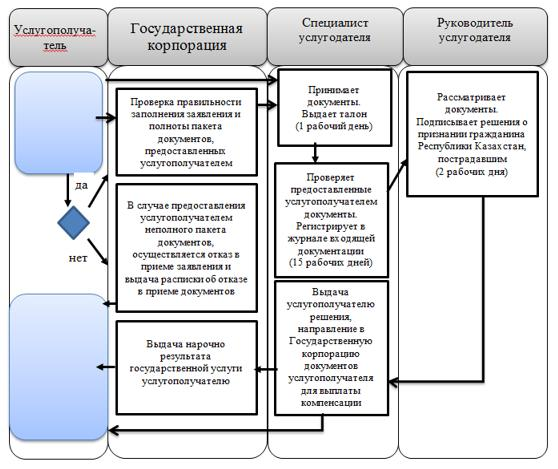 Услугополуча-
тель
Государственная
корпорация
Специалист
услугодателя
Руководитель
услугодателя
да
нет
Проверка правильности
заполнения заявления и
полноты пакета
документов,
предоставленных
услугополучателем
В случае предоставления
услугополучателем
неполного пакета
документов,
осуществляется отказ в
приеме заявления и
выдача расписки об отказе
в приеме документов
Выдача нарочно
результата
государственной услуги
услугополучателю
Принимает
документы.
Выдает талон
(1 рабочий день)
Проверяет
предоставленные
услугополучателем
документы.
Регистрирует в
журнале входящей
документации
(15 рабочих дней)
Выдача
услугополучателю
решения,
направление в
Государственную
корпорацию
документов
услугополучателя
для выплаты
компенсации
Рассматривает
документы.
Подписывает решения о
признании гражданина
Республики Казахстан,
пострадавшим
(2 рабочих дня)